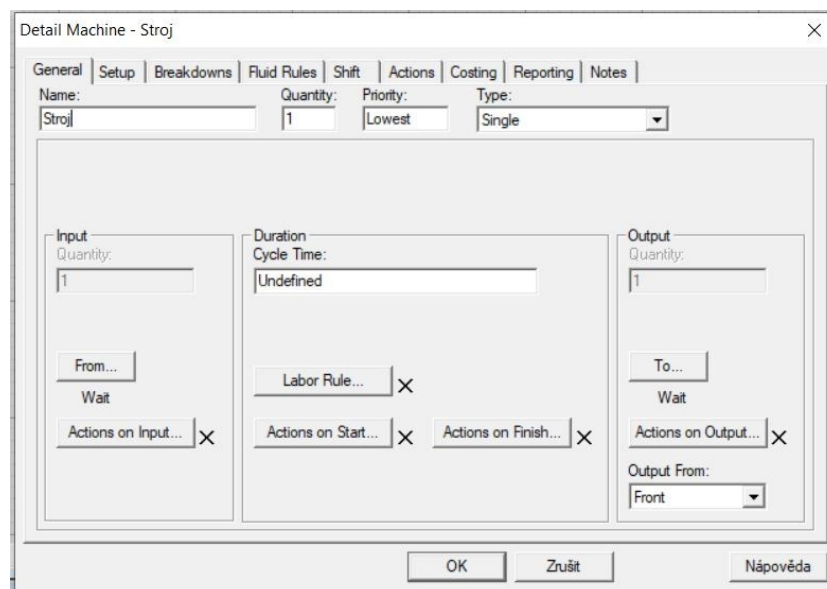 Detail Machine - Stroj
General Setup Breakdowns Fluid Rules Shift Actions Costing Reporting Notes
Name: Quantity: Priority: Type:
Stroj 1 Lowest Single
Input Duration Output
Quantity: Cycle Time: Quantity:
1 Undefined 1
From... Labor Rule... To...
Wait Wait
Actions on Input... Actions on Start... Actions on Finish... Actions on Output...
Output From:
Front
OK Zrušit Nápověda